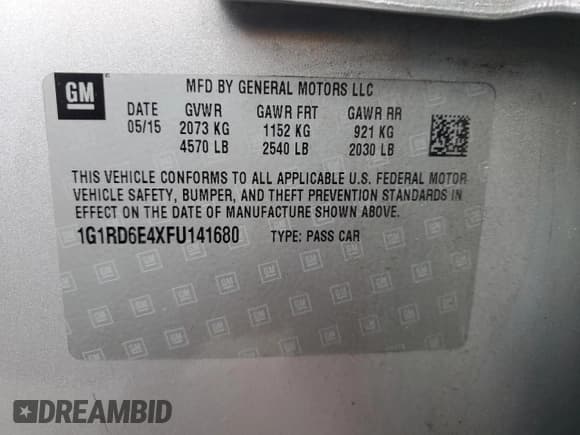 GM
MFD BY GENERAL MOTORS LLC
DATE GVWR GAWR FRT GAWR RR
05/15 2073 KG 1152 KG 921 KG
4570 LB 2540 LB 2030 LB
THIS VEHICLE CONFORMS TO ALL APPLICABLE U.S. FEDERAL MOTOR
VEHICLE SAFETY, BUMPER, AND THEFT PREVENTION STANDARDS IN
EFFECT ON THE DATE OF MANUFACTURE SHOWN ABOVE.
1G1RD6E4XFU141680 TYPE: PASS CAR
DREAMBID